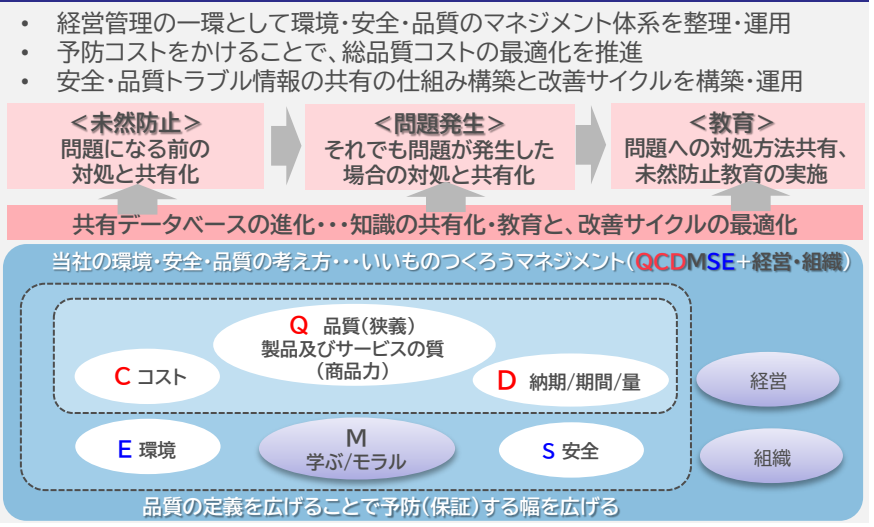 • 経営管理の一環として環境・安全・品質のマネジメント体系を整理・運用
• 予防コストをかけることで、総品質コストの最適化を推進
• 安全・品質トラブル情報の共有の仕組み構築と改善サイクルを構築・運用
＜未然防止＞
問題になる前の
対処と共有化
＜問題発生＞
それでも問題が発生した
場合の対処と共有化
＜教育＞
問題への対処方法共有、
未然防止教育の実施
共有データベースの進化・・・知識の共有化・教育と、改善サイクルの最適化
当社の環境・安全・品質の考え方・・・いいものつくろうマネジメント(QCDMSE+経営・組織)
Q 品質(狭義)
製品及びサービスの質
(商品力)
C コスト
D 納期/期間/量
経営
E 環境
M
学ぶ/モラル
S 安全
組織
品質の定義を広げることで予防(保証)する幅を広げる